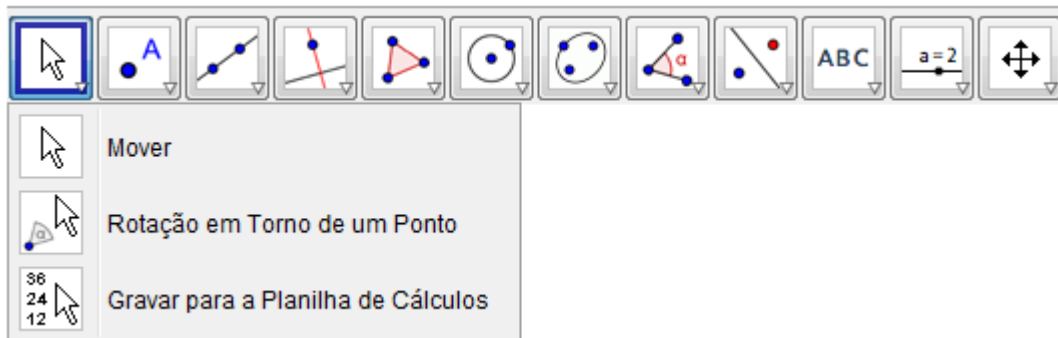 A α ABC a=2
Mover
α
Rotação em Torno de um Ponto
36
24
12
Gravar para a Planilha de Cálculos